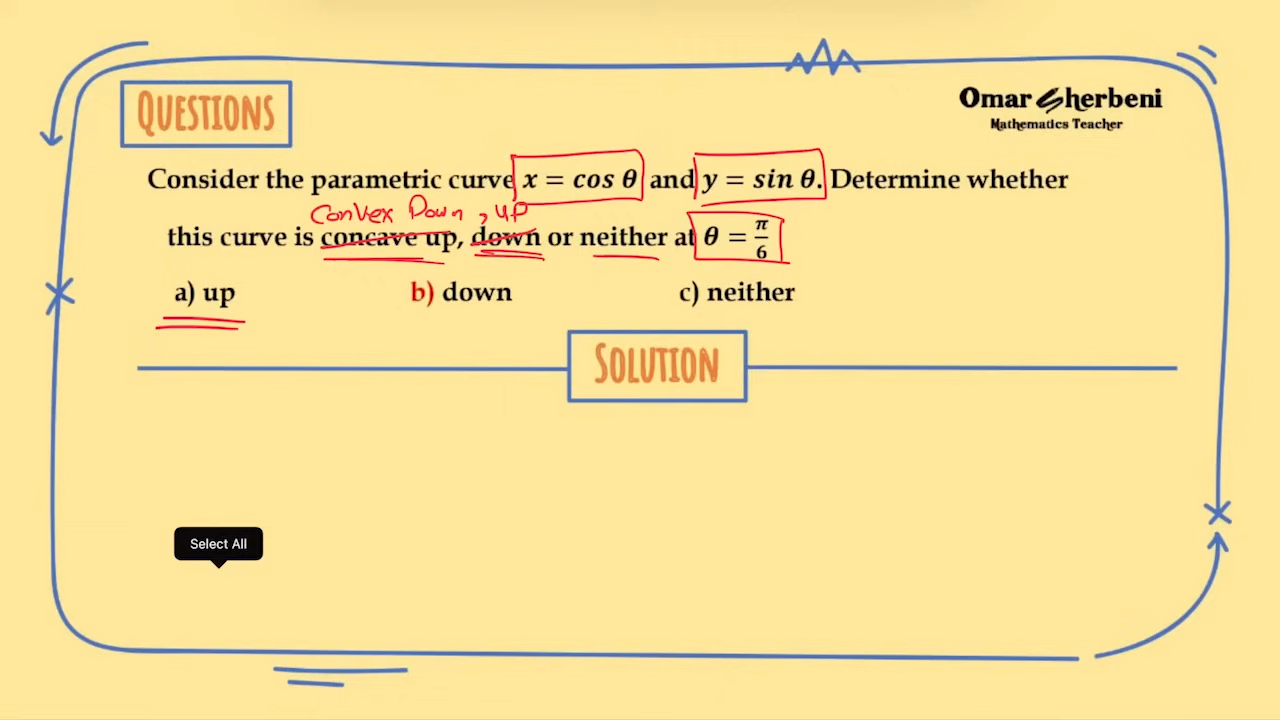 QUESTIONS
Omar Sherbeni
Mathematics Teacher
Consider the parametric curve x = cos θ and y = sin θ. Determine whether
Convex Down , up
this curve is concave up, down or neither at θ = π/6
a) up b) down c) neither
SOLUTION
Select All